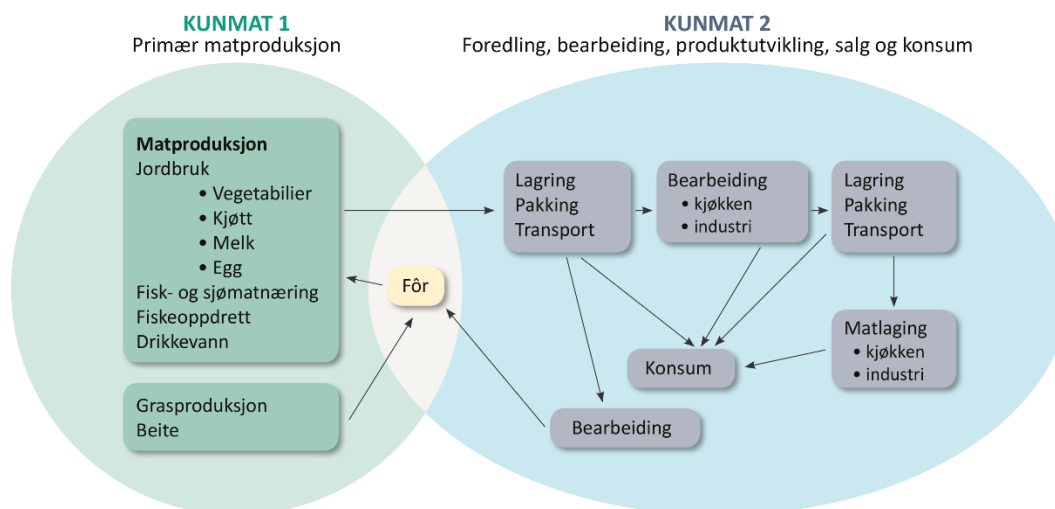 KUNMAT 1
Primær matproduksjon
KUNMAT 2
Foredling, bearbeiding, produktutvikling, salg og konsum
Matproduksjon
Jordbruk
• Vegetabilier
• Kjøtt
• Melk
• Egg
Fisk- og sjømatnæring
Fiskeoppdrett
Drikkevann
Grasproduksjon
Beite
Fôr
Lagring
Pakking
Transport
Bearbeiding
• kjøkken
• industri
Lagring
Pakking
Transport
Matlaging
• kjøkken
• industri
Konsum
Bearbeiding